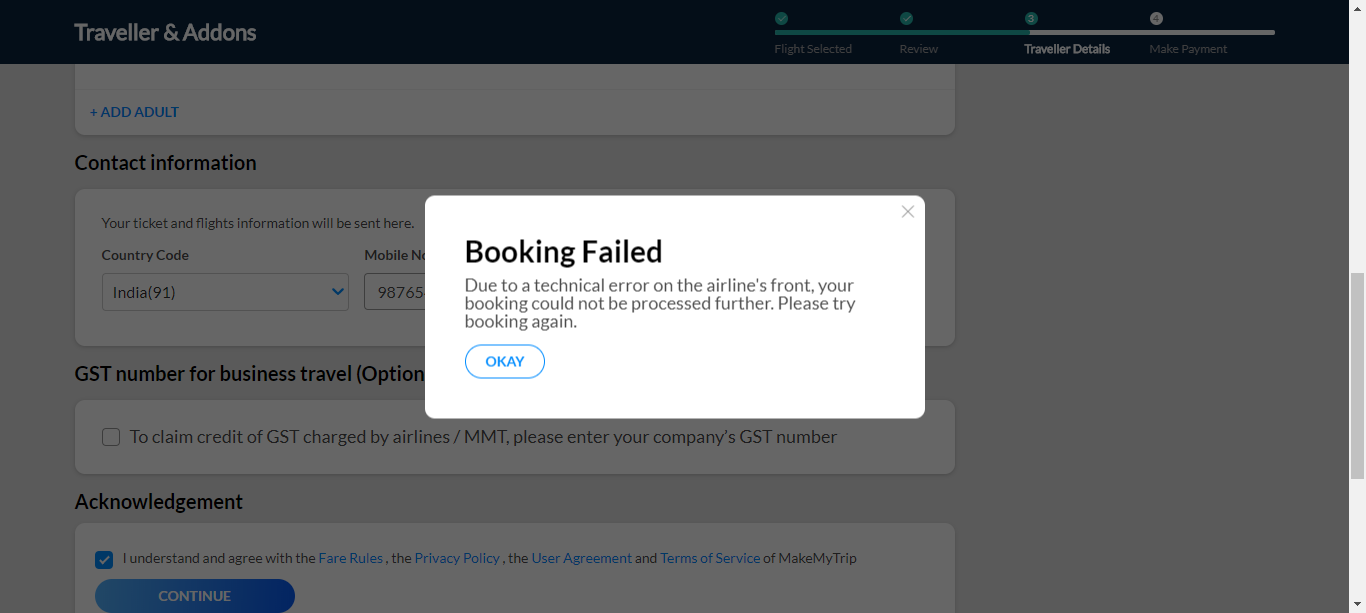 Traveller & Addons
3
4
Flight Selected
Review
Traveller Details
Make Payment
+ ADD ADULT
Contact information
Your ticket and flights information will be sent here.
Country Code
Mobile
India(91)
Booking Failed
Due to a technical error on the airline's front, your
booking could not be processed further. Please try
booking again.
OKAY
GST number for business travel
To claim credit of GST charged by airlines / MMT, please enter your company's GST number
Acknowledgement
I understand and agree with the Fare Rules , the Privacy Policy , the User Agreement and Terms of Service of MakeMyTrip
CONTINUE